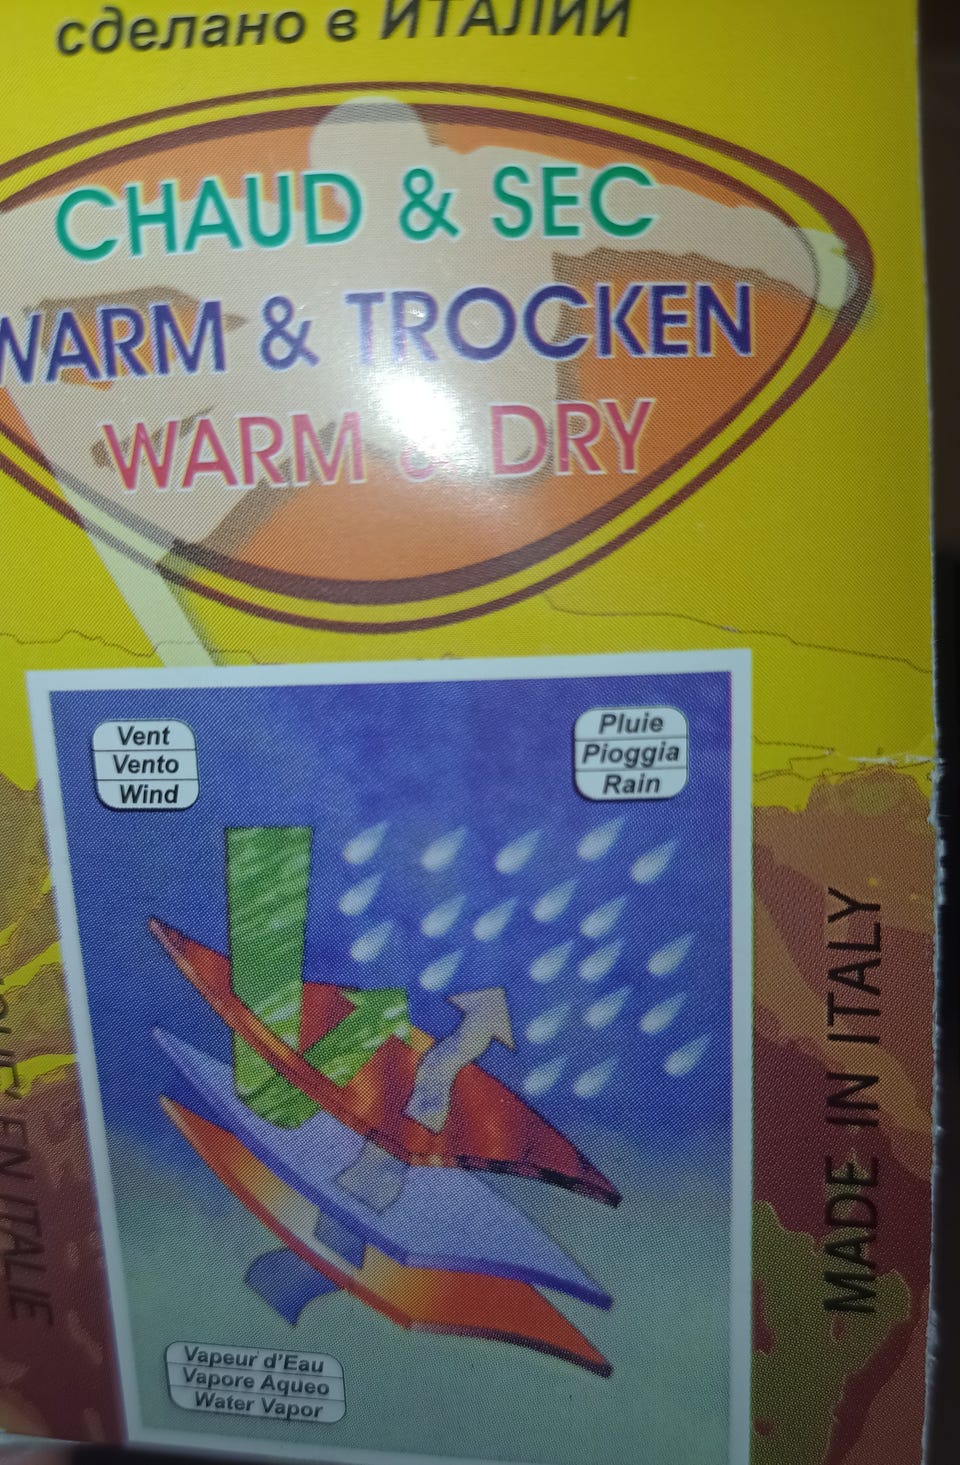 сделано в ИТАЛИИ
CHAUD & SEC
WARM & TROCKEN
WARM & DRY
Vent
Vento
Wind
Pluie
Pioggia
Rain
Vapeur d'Eau
Vapore Aqueo
Water Vapor
MADE IN ITALY
EN ITALIE